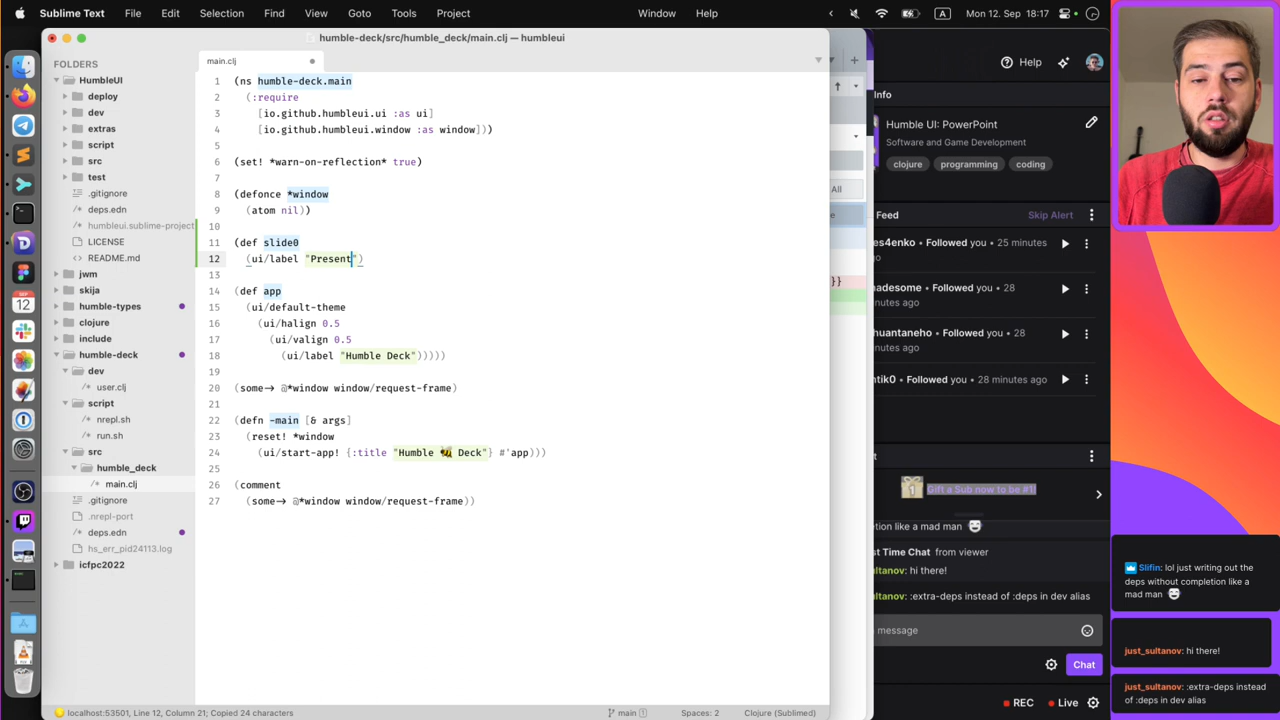 Sublime Text File Edit Selection Find View Goto Tools Project Window Help A Mon 12. Sep 18:17
humble-deck/src/humble_deck/main.clj — humbleui
FOLDERS
HumbleUI
deploy
dev
extras
script
src
test
/* .gitignore
/* deps.edn
humbleui.sublime-project
LICENSE
README.md
jwm
skija
humble-types
clojure
include
humble-deck
dev
/* user.clj
script
/* nrepl.sh
/* run.sh
src
humble_deck
/* main.clj
/* .gitignore
.nrepl-port
/* deps.edn
hs_err_pid24113.log
icfpc2022
main.clj
1 (ns humble-deck.main
2 (:require
3 [io.github.humbleui.ui :as ui]
4 [io.github.humbleui.window :as window]))
5
6 (set! *warn-on-reflection* true)
7
8 (defonce *window
9 (atom nil))
10
11 (def slide0
12 (ui/label "Present")
13
14 (def app
15 (ui/default-theme
16 (ui/halign 0.5
17 (ui/valign 0.5
18 (ui/label "Humble Deck")))))
19
20 (some-> @*window window/request-frame)
21
22 (defn -main [& args]
23 (reset! *window
24 (ui/start-app! {:title "Humble 🐝 Deck"} #'app)))
25
26 (comment
27 (some-> @*window window/request-frame))
localhost:53501, Line 12, Column 21; Copied 24 characters main 1 Spaces: 2 Clojure (Sublimed)
SEP
12
All
}}
Help
Info
Humble UI: PowerPoint
Software and Game Development
clojure programming coding
Feed Skip Alert
es4enko • Followed you • 25 minutes
adesome • Followed you • 28
nutes ago
huantaneho • Followed you • 28
nutes ago
ntik0 • Followed you • 28 minutes ago
Gift a Sub now to be #1!
etion like a mad man
st Time Chat from viewer
sultanov: hi there!
sultanov: :extra-deps instead of :deps in dev alias
message
Chat
REC Live
Slifin: lol just writing out the
deps without completion like a
mad man
just_sultanov: hi there!
just_sultanov: :extra-deps instead
of :deps in dev alias